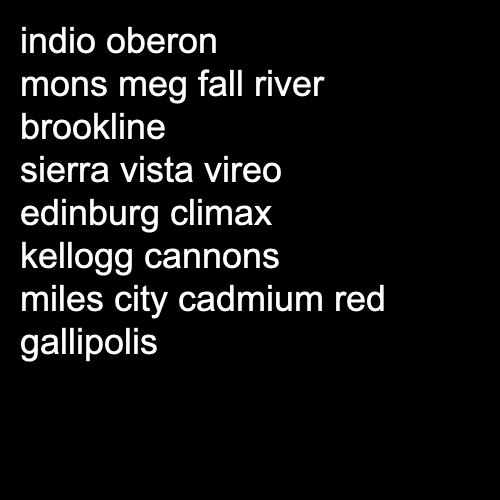 indio oberon
mons meg fall river
brookline
sierra vista vireo
edinburg climax
kellogg cannons
miles city cadmium red
gallipolis